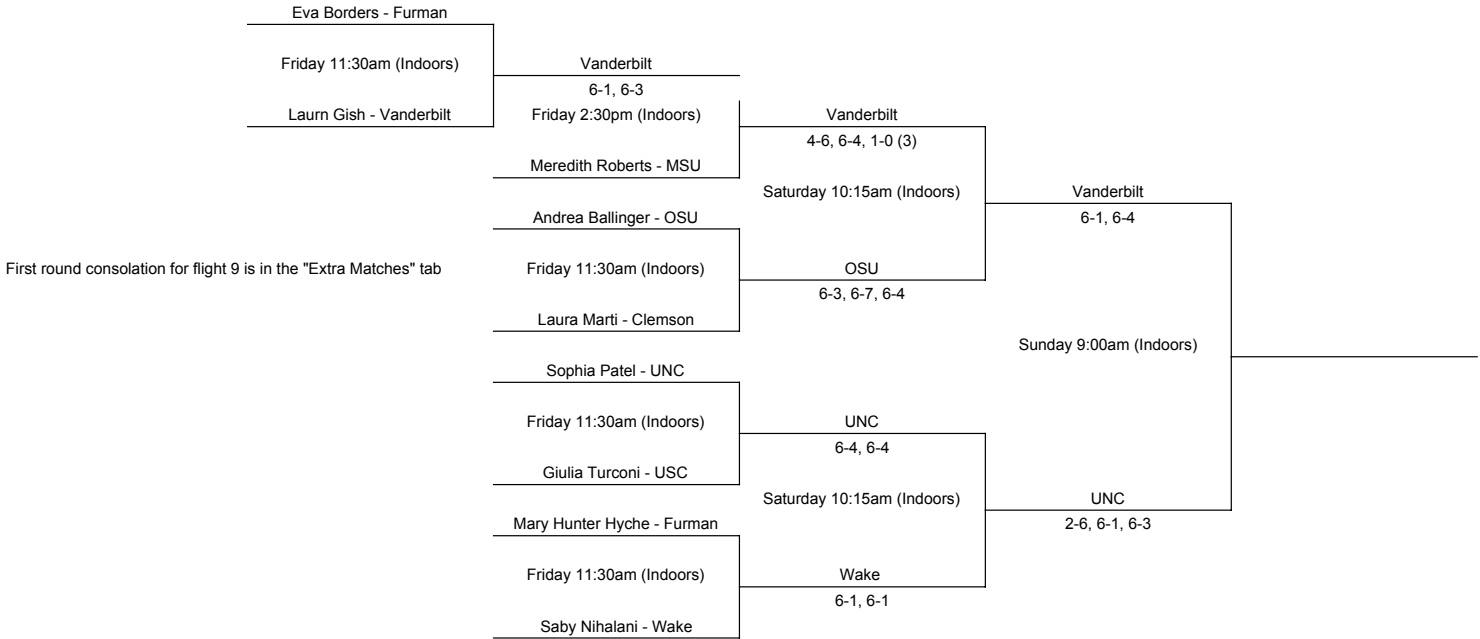 Eva Borders - Furman
Friday 11:30am (Indoors)
Vanderbilt
6-1, 6-3
Laurn Gish - Vanderbilt
Friday 2:30pm (Indoors)
Vanderbilt
4-6, 6-4, 1-0 (3)
Meredith Roberts - MSU
Saturday 10:15am (Indoors)
Vanderbilt
6-1, 6-4
Andrea Ballinger - OSU
First round consolation for flight 9 is in the "Extra Matches" tab
Friday 11:30am (Indoors)
OSU
6-3, 6-7, 6-4
Laura Marti - Clemson
Sunday 9:00am (Indoors)
Sophia Patel - UNC
Friday 11:30am (Indoors)
UNC
6-4, 6-4
Giulia Turconi - USC
Saturday 10:15am (Indoors)
UNC
2-6, 6-1, 6-3
Mary Hunter Hyche - Furman
Friday 11:30am (Indoors)
Wake
6-1, 6-1
Saby Nihalani - Wake